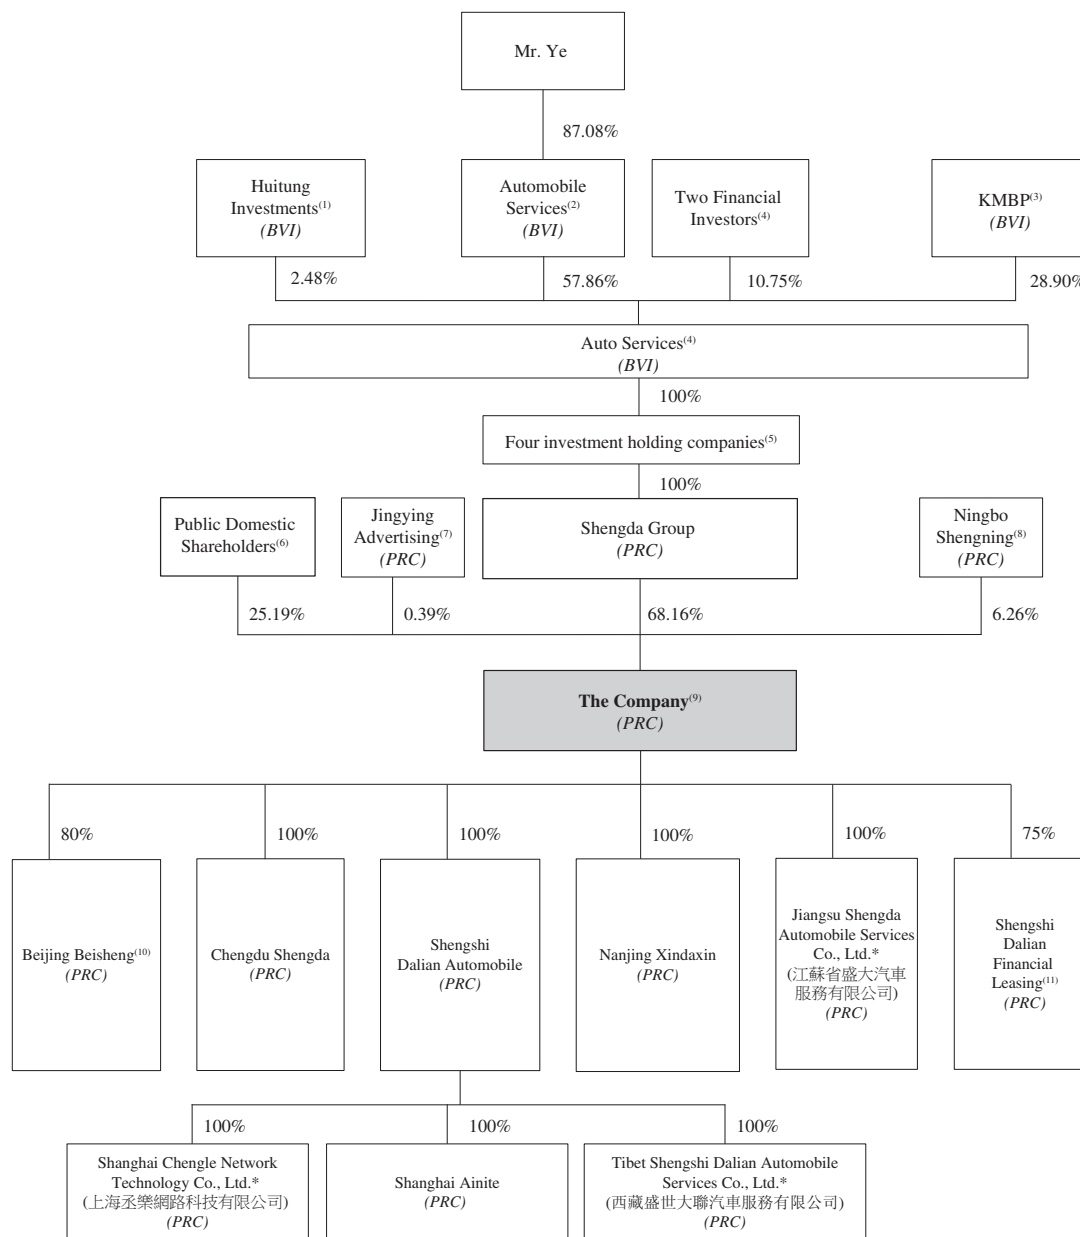 Mr. Ye
87.08%
Huitung
Investments(1)
(BVI)
Automobile
Services(2)
(BVI)
Two Financial
Investors(4)
KMBP(3)
(BVI)
2.48%
57.86%
10.75%
28.90%
Auto Services(4)
(BVI)
100%
Four investment holding companies(5)
100%
Public Domestic
Shareholders(6)
Jingying
Advertising(7)
(PRC)
Shengda Group
(PRC)
Ningbo
Shengning(8)
(PRC)
25.19%
0.39%
68.16%
6.26%
The Company(9)
(PRC)
80%
100%
100%
100%
100%
75%
Beijing Beisheng(10)
(PRC)
Chengdu Shengda
(PRC)
Shengshi
Dalian Automobile
(PRC)
Nanjing Xindaxin
(PRC)
Jiangsu Shengda
Automobile Services
Co., Ltd.*
(江蘇省盛大汽車
服務有限公司)
(PRC)
Shengshi
Dalian
Financial
Leasing(11)
(PRC)
100%
100%
100%
Shanghai Chengle Network
Technology Co., Ltd.*
(上海丞樂網路科技有限公司)
(PRC)
Shanghai Ainite
(PRC)
Tibet Shengshi Dalian Automobile
Services Co., Ltd.*
(西藏盛世大聯汽車服務有限公司)
(PRC)